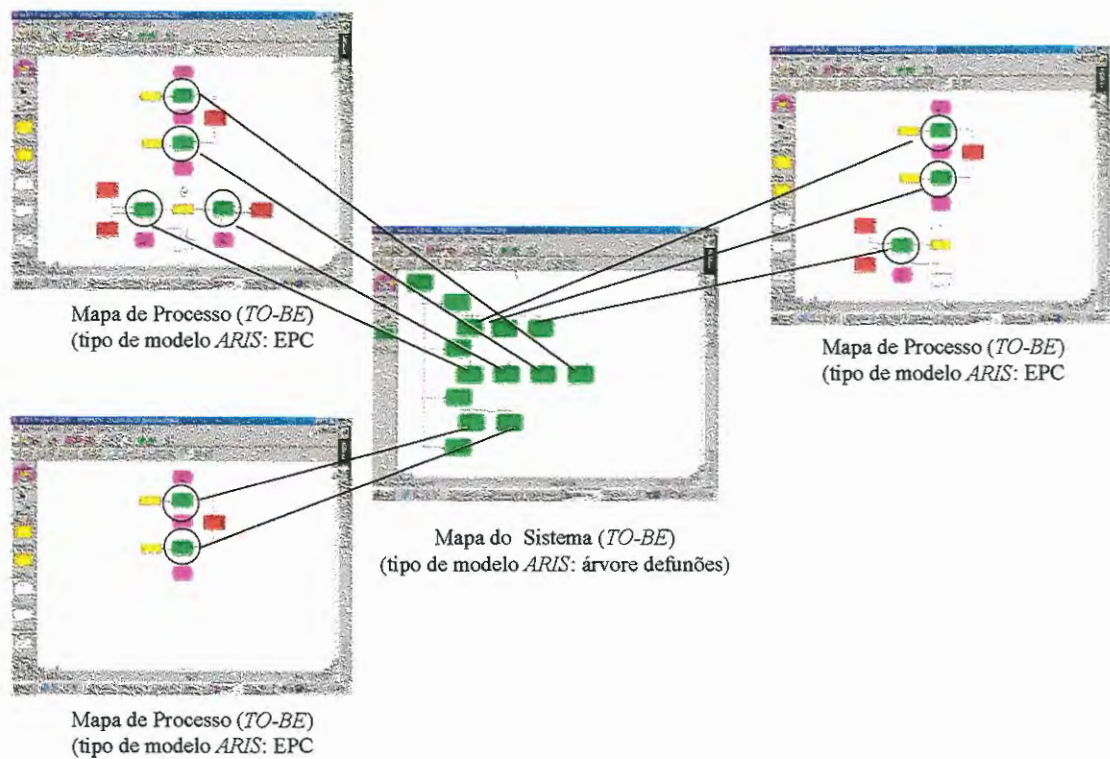 Mapa de Processo (TO-BE)
(tipo de modelo ARIS: EPC
Mapa de Processo (TO-BE)
(tipo de modelo ARIS: EPC
Mapa do Sistema (TO-BE)
(tipo de modelo ARIS: árvore defunões)
Mapa de Processo (TO-BE)
(tipo de modelo ARIS: EPC